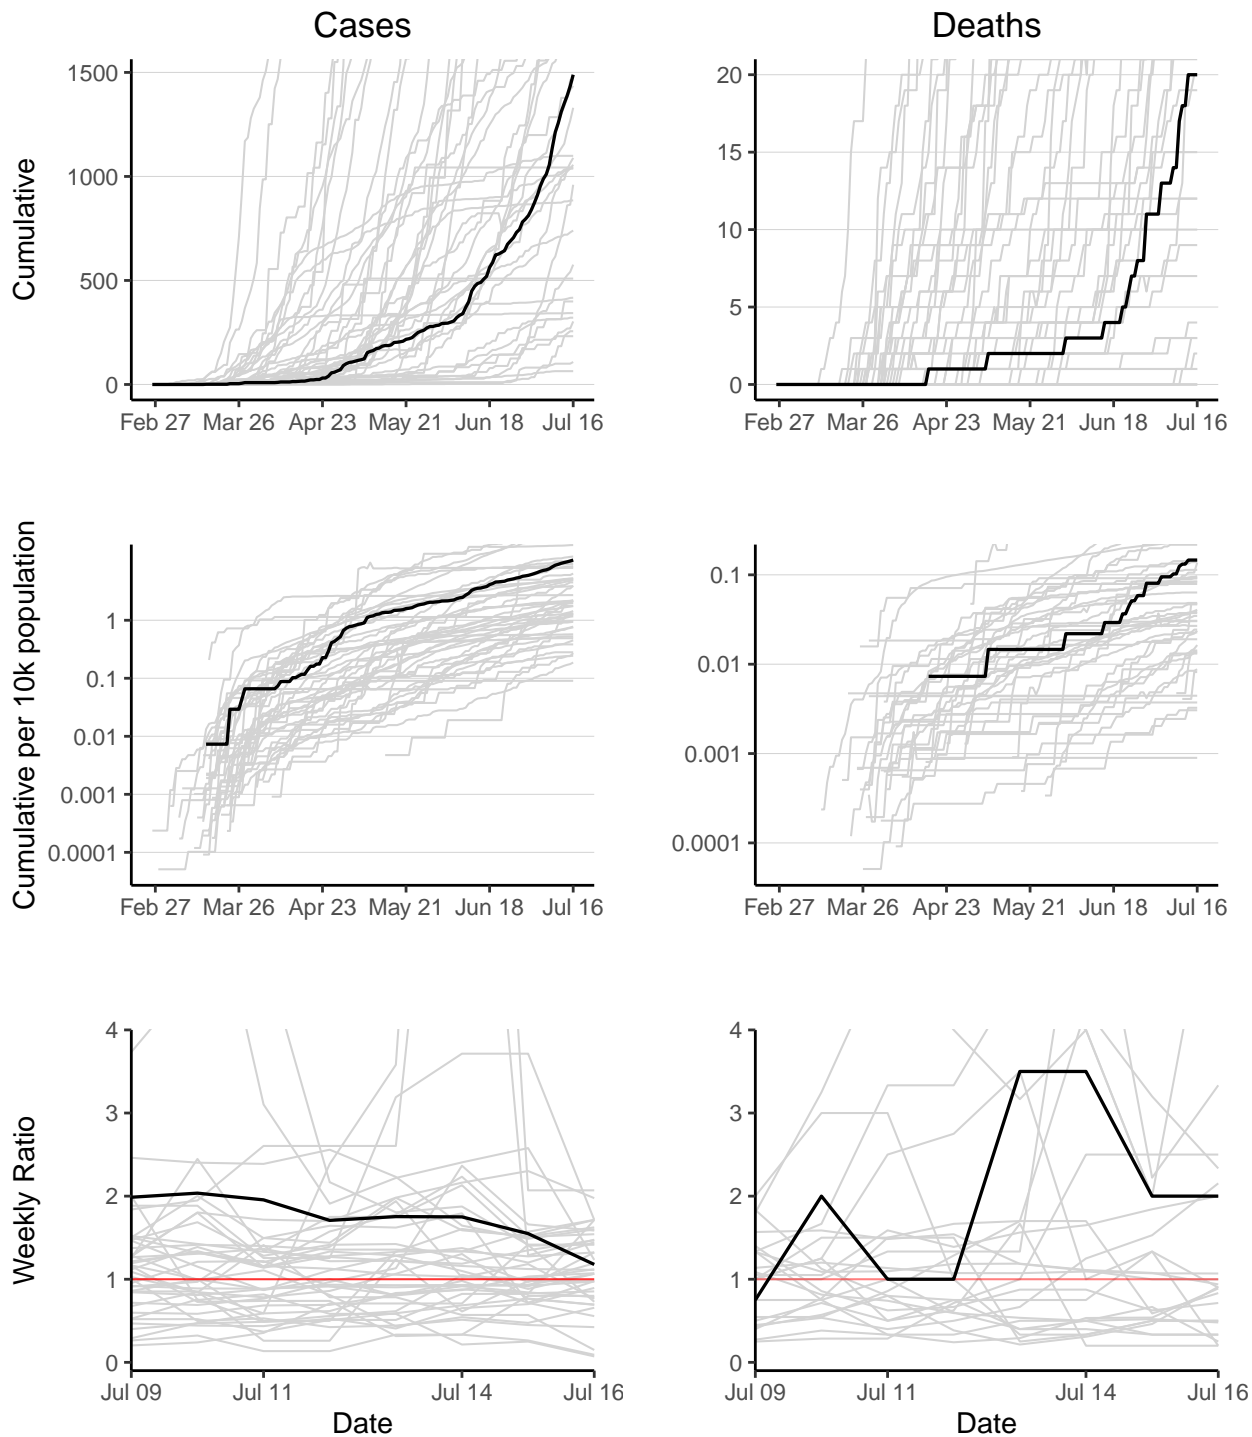 Cases
Deaths
Cumulative
1500
1000
500
0
Feb 27 Mar 26 Apr 23 May 21 Jun 18 Jul 16
20
15
10
5
0
Feb 27 Mar 26 Apr 23 May 21 Jun 18 Jul 16
Cumulative per 10k population
1
0.1
0.01
0.001
0.0001
Feb 27 Mar 26 Apr 23 May 21 Jun 18 Jul 16
0.1
0.01
0.001
0.0001
Feb 27 Mar 26 Apr 23 May 21 Jun 18 Jul 16
Weekly Ratio
4
3
2
1
0
Jul 09 Jul 11 Jul 14 Jul 16
Date
4
3
2
1
0
Jul 09 Jul 11 Jul 14 Jul 16
Date